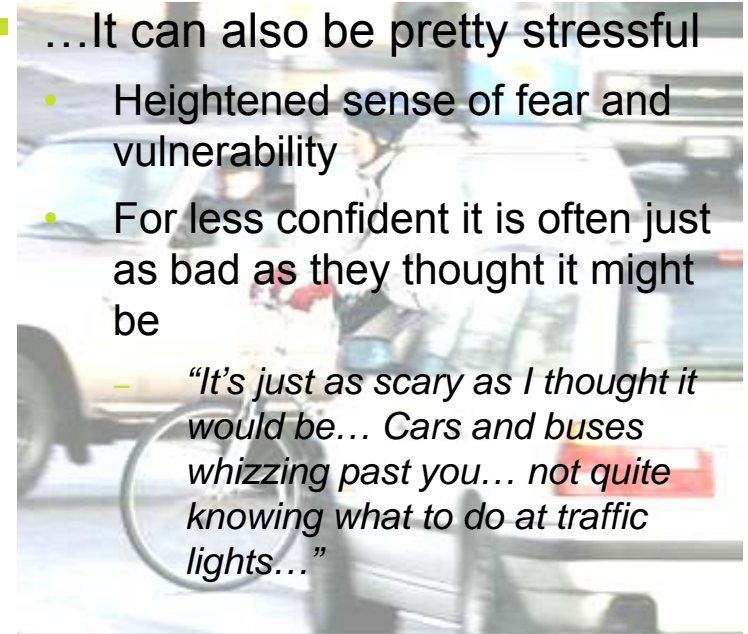 …It can also be pretty stressful
• Heightened sense of fear and
vulnerability
• For less confident it is often just
as bad as they thought it might
be
– “It’s just as scary as I thought it
would be… Cars and buses
whizzing past you… not quite
knowing what to do at traffic
lights…”